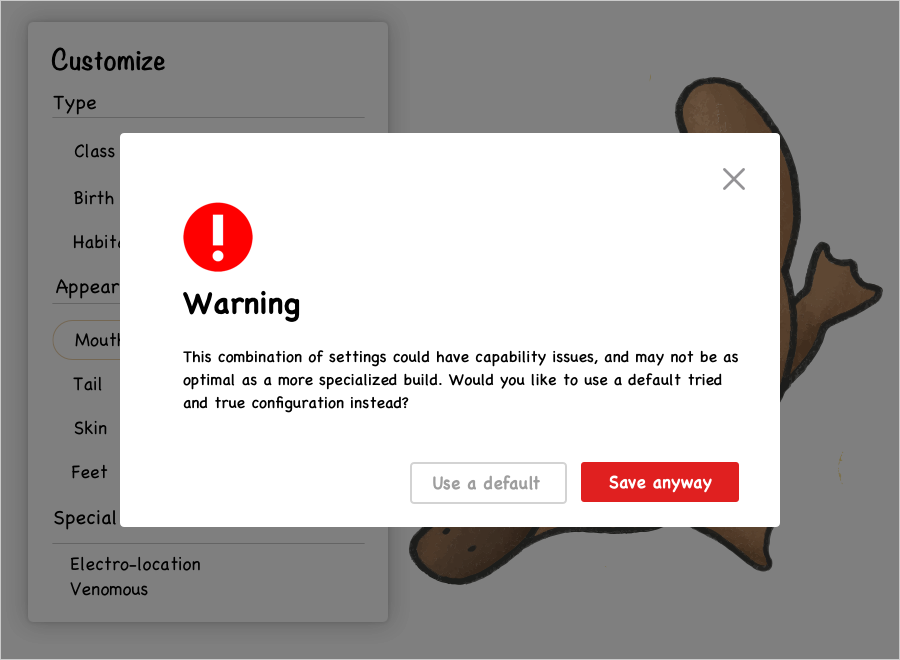 Customize
Type
Class
Birth
Habita
Appear
Mouth
Tail
Skin
Feet
Special
Electro-location
Venomous
Warning
This combination of settings could have capability issues, and may not be as
optimal as a more specialized build. Would you like to use a default tried
and true configuration instead?
Use a default
Save anyway